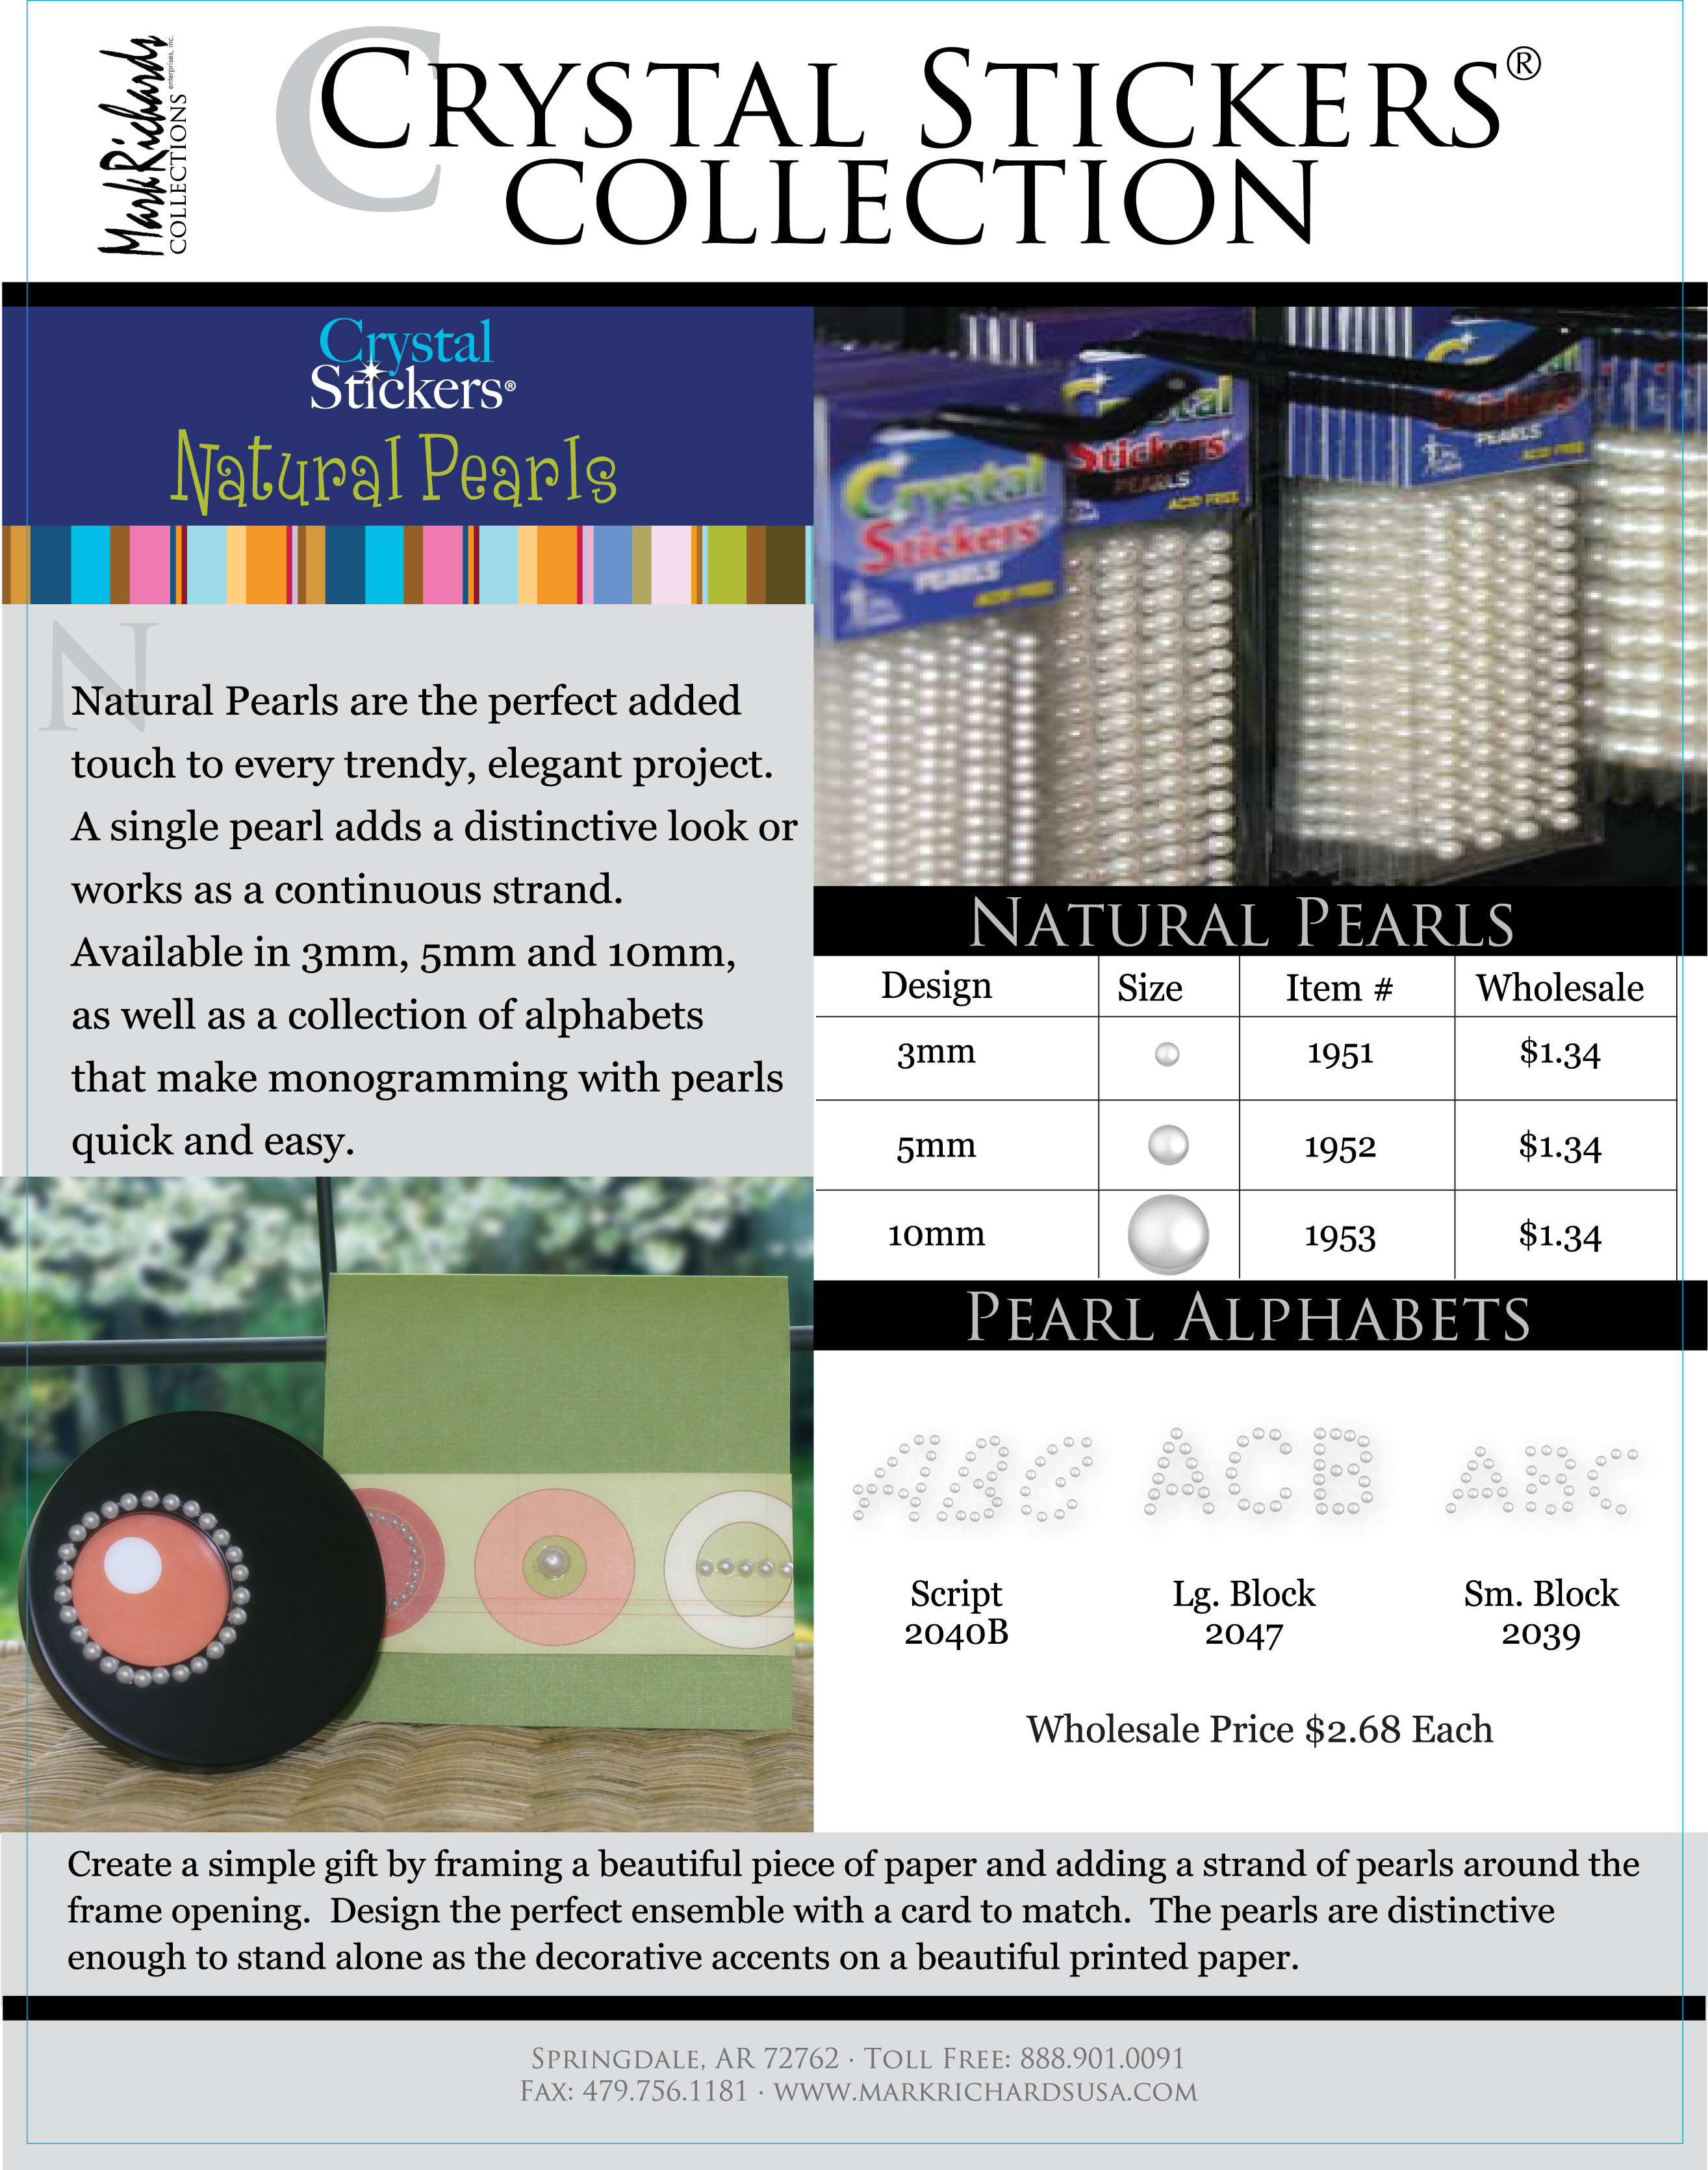 MarkRichards
enterprises, inc.
COLLECTIONS
C
CRYSTAL STICKERS®
COLLECTION
Crystal
Stickers®
Natural Pearls
Crystal
Stickers
PEARLS
ACID FREE
Stickers
PEARLS
ACID FREE
PEARLS
ACID FREE
N
Natural Pearls are the perfect added
touch to every trendy, elegant project.
A single pearl adds a distinctive look or
works as a continuous strand.
Available in 3mm, 5mm and 10mm,
as well as a collection of alphabets
that make monogramming with pearls
quick and easy.
NATURAL PEARLS
Design Size Item # Wholesale
3mm 1951 $1.34
5mm 1952 $1.34
10mm 1953 $1.34
PEARL ALPHABETS
ABC ACB ABC
Script Lg. Block Sm. Block
2040B 2047 2039
Wholesale Price $2.68 Each
Create a simple gift by framing a beautiful piece of paper and adding a strand of pearls around the
frame opening. Design the perfect ensemble with a card to match. The pearls are distinctive
enough to stand alone as the decorative accents on a beautiful printed paper.
SPRINGDALE, AR 72762 · TOLL FREE: 888.901.0091
FAX: 479.756.1181 · WWW.MARKRICHARDSUSA.COM